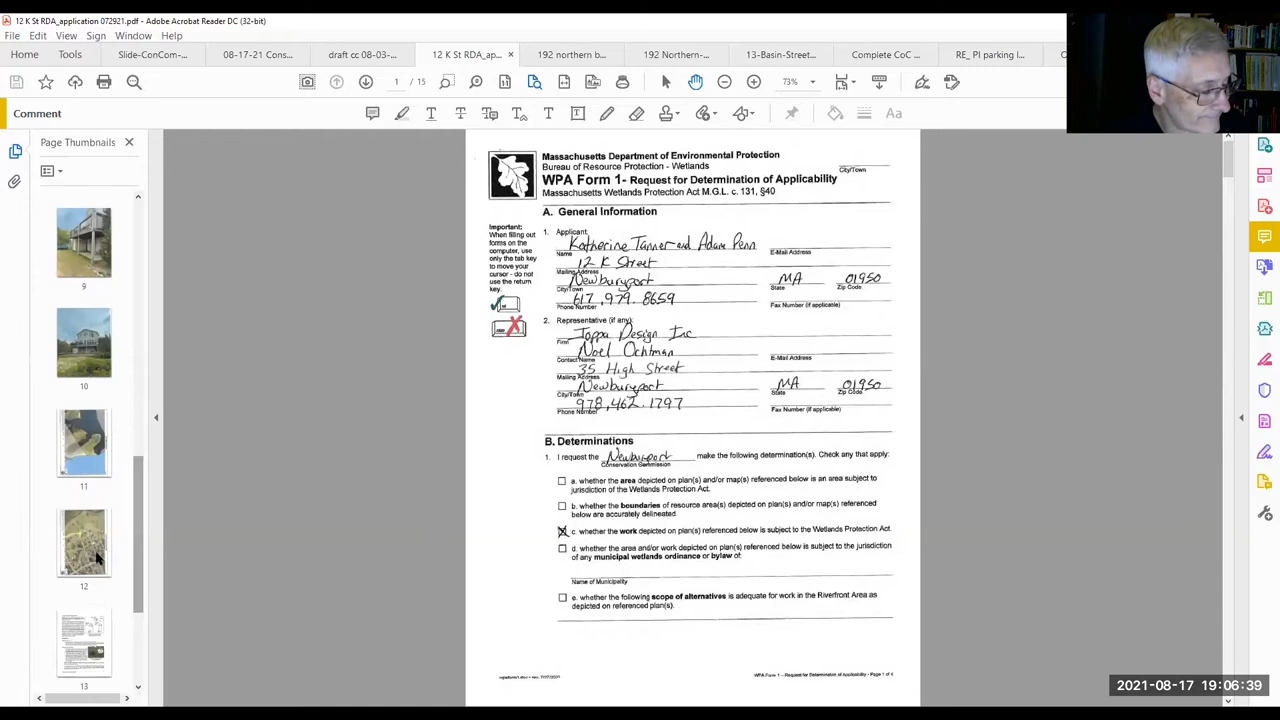 12 K St RDA_application 072921.pdf - Adobe Acrobat Reader DC (32-bit)
File Edit View Sign Window Help
Home Tools Slide-ConCom-... 08-17-21 Cons... draft cc 08-03-... 12 K St RDA_ap... × 192 northern b... 192 Northern-... 13-Basin-Street... Complete CoC ... RE_ PI parking l...
1 / 15 73%
Comment
Page Thumbnails
9
10
11
12
13
Massachusetts Department of Environmental Protection
Bureau of Resource Protection - Wetlands
WPA Form 1- Request for Determination of Applicability
Massachusetts Wetlands Protection Act M.G.L. c. 131, §40
City/Town
A. General Information
Important:
When filling out
forms on the
computer, use
only the tab key
to move your
cursor - do not
use the return
key.
1. Applicant:
Katherine Tanner and Adam Penn
Name
E-Mail Address
12 K Street
Mailing Address
Newburyport MA 01950
City/Town State Zip Code
617.979.8659
Phone Number Fax Number (if applicable)
2. Representative (if any):
Toppa Design Inc
Firm
Noel Ochtman
Contact Name E-Mail Address
35 High Street
Mailing Address
Newburyport MA 01950
City/Town State Zip Code
978.462.1797
Phone Number Fax Number (if applicable)
B. Determinations
1. I request the Newburyport make the following determination(s). Check any that apply:
Conservation Commission
a. whether the area depicted on plan(s) and/or map(s) referenced below is an area subject to
jurisdiction of the Wetlands Protection Act.
b. whether the boundaries of resource area(s) depicted on plan(s) and/or map(s) referenced
below are accurately delineated.
c. whether the work depicted on plan(s) referenced below is subject to the Wetlands Protection Act.
d. whether the area and/or work depicted on plan(s) referenced below is subject to the jurisdiction
of any municipal wetlands ordinance or bylaw of:
Name of Municipality
e. whether the following scope of alternatives is adequate for work in the Riverfront Area as
depicted on referenced plan(s).
WPA Form 1 – Request for Determination of Applicability - Page 1 of 4
2021-08-17 19:06:39